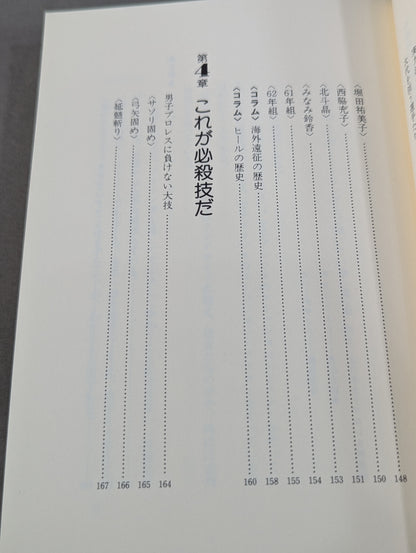 〈堀田祐美子〉……148
〈西脇充子〉……150
〈北斗晶〉……151
〈みなみ鈴香〉……153
〈61年組〉……154
〈62年組〉……155
〈コラム〉海外遠征の歴史……158
〈コラム〉ヒールの歴史……160
第4章 これが必殺技だ
男子プロレスに負けない大技……164
〈サソリ固め〉……165
〈弓矢固め〉……166
〈延髄斬り〉……167